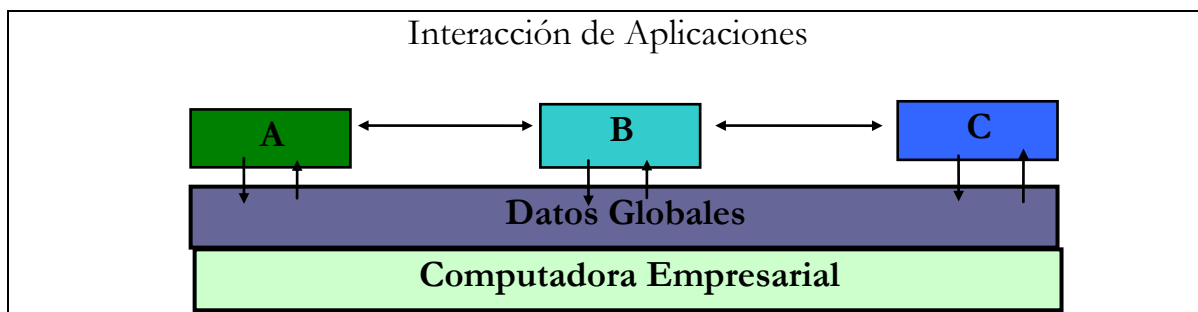 Interacción de Aplicaciones
A
B
C
Datos Globales
Computadora Empresarial